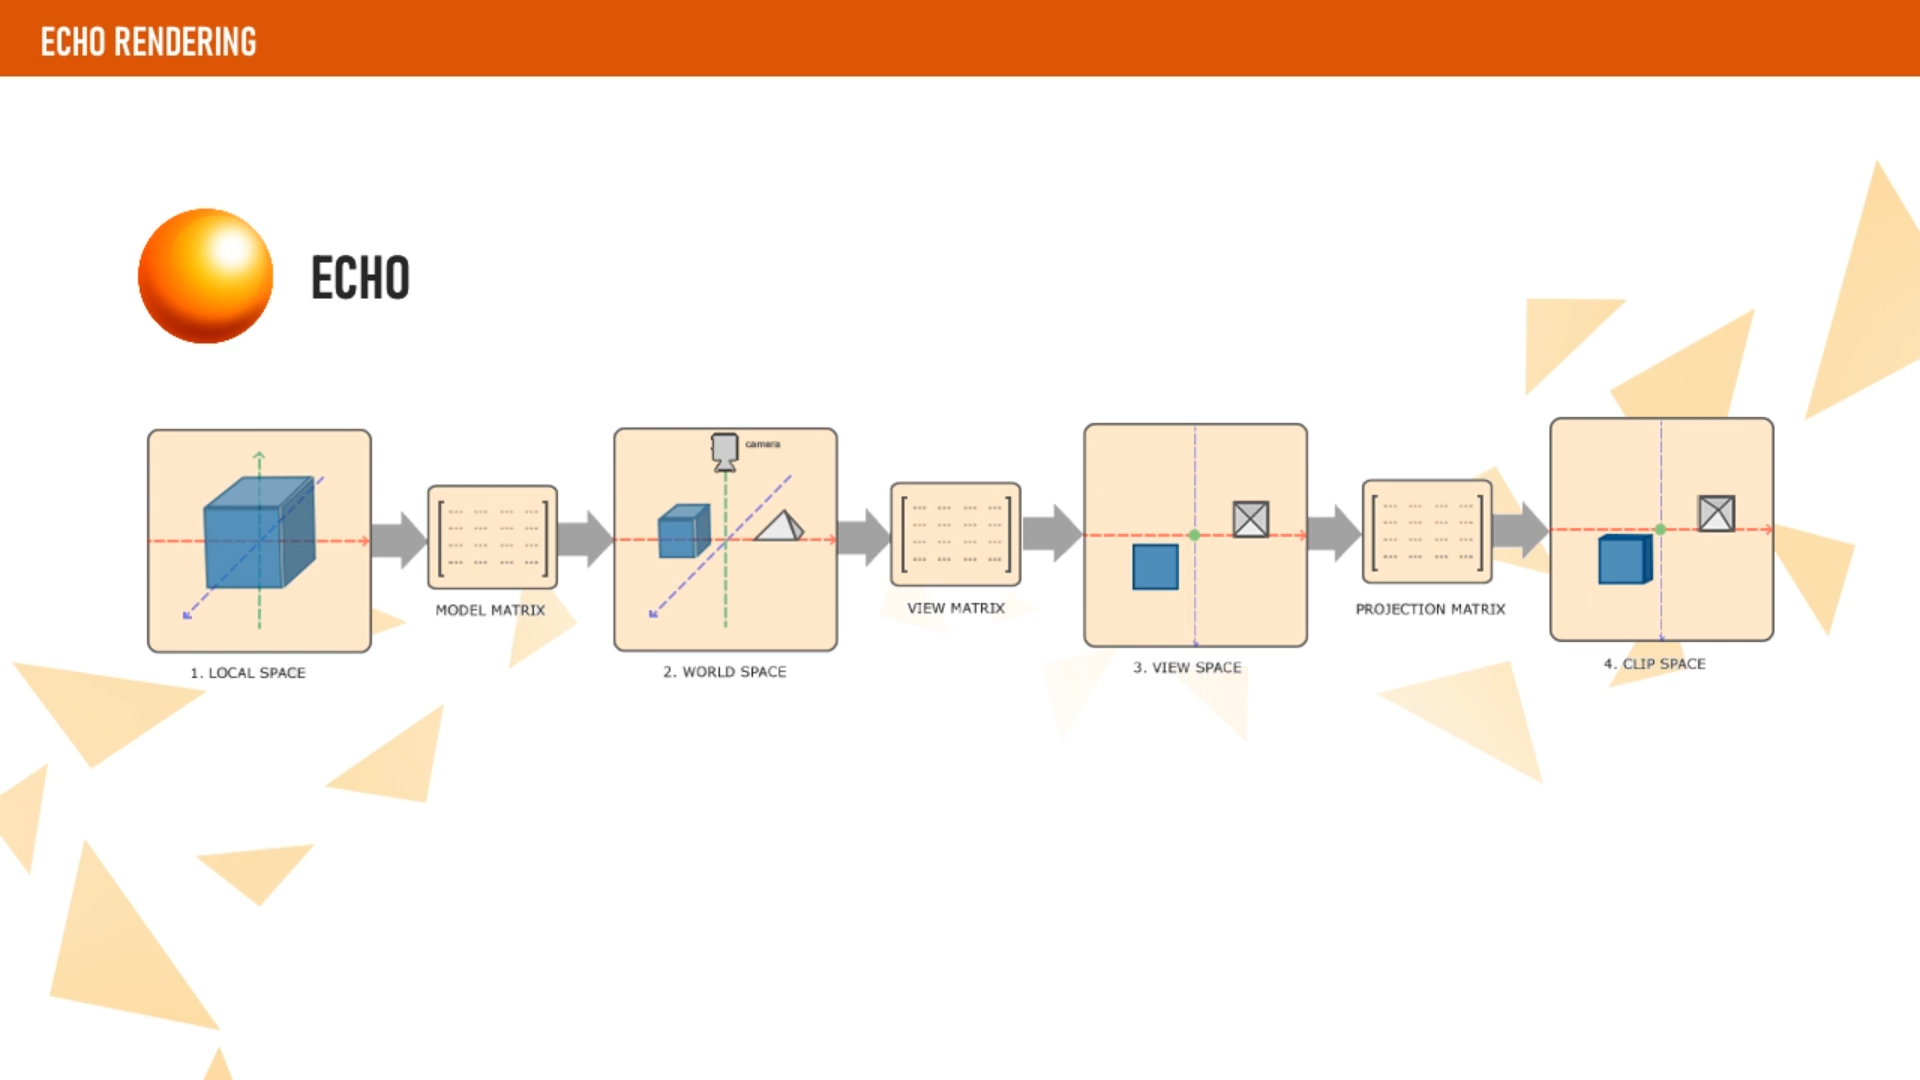 ECHO RENDERING
ECHO
camera
MODEL MATRIX
VIEW MATRIX
PROJECTION MATRIX
1. LOCAL SPACE
2. WORLD SPACE
3. VIEW SPACE
4. CLIP SPACE